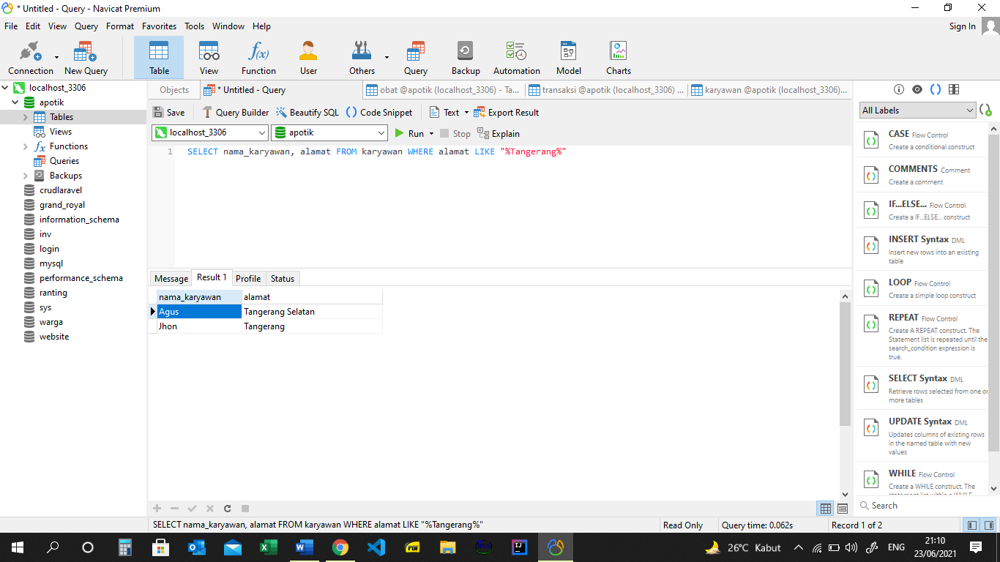 * Untitled - Query - Navicat Premium
File Edit View Query Format Favorites Tools Window Help
Sign In
Connection New Query Table View Function User Others Query Backup Automation Model Charts
localhost_3306
apotik
Tables
Views
Functions
Queries
Backups
crudlaravel
grand_royal
information_schema
inv
login
mysql
performance_schema
ranting
sys
warga
website
Objects * Untitled - Query obat @apotik (localhost_3306) - Ta... transaksi @apotik (localhost_3306) ... karyawan @apotik (localhost_3306)...
Save Query Builder Beautify SQL Code Snippet Text Export Result
localhost_3306 apotik Run Stop Explain
1 SELECT nama_karyawan, alamat FROM karyawan WHERE alamat LIKE "%Tangerang%"
Message Result 1 Profile Status
nama_karyawan alamat
Agus Tangerang Selatan
Jhon Tangerang
All Labels
CASE Flow Control
Create a conditional construct
COMMENTS Comment
Create a comment
IF...ELSE... Flow Control
Create a IF...ELSE... construct
INSERT Syntax DML
Insert new rows into an existing
table
LOOP Flow Control
Create a simple loop construct
REPEAT Flow Control
Create A REPEAT construct. The
Statement list is repeated until the
search_condition expression is
true.
SELECT Syntax DML
Retrieve rows selected from one or
more tables
UPDATE Syntax DML
Updates columns of existing rows
in the named table with new
values
WHILE Flow Control
Create a WHILE construct. The
statement list within a WHILE
Search
SELECT nama_karyawan, alamat FROM karyawan WHERE alamat LIKE "%Tangerang%" Read Only Query time: 0.062s Record 1 of 2
26°C Kabut ENG 21:10
23/06/2021